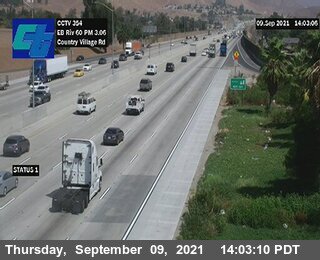 CCTV 354
EB Riv 60 PM 3.06
Country Village Rd
09.Sep 2021 14:03:06
STATUS 1
Thursday, September 09, 2021 14:03:10 PDT